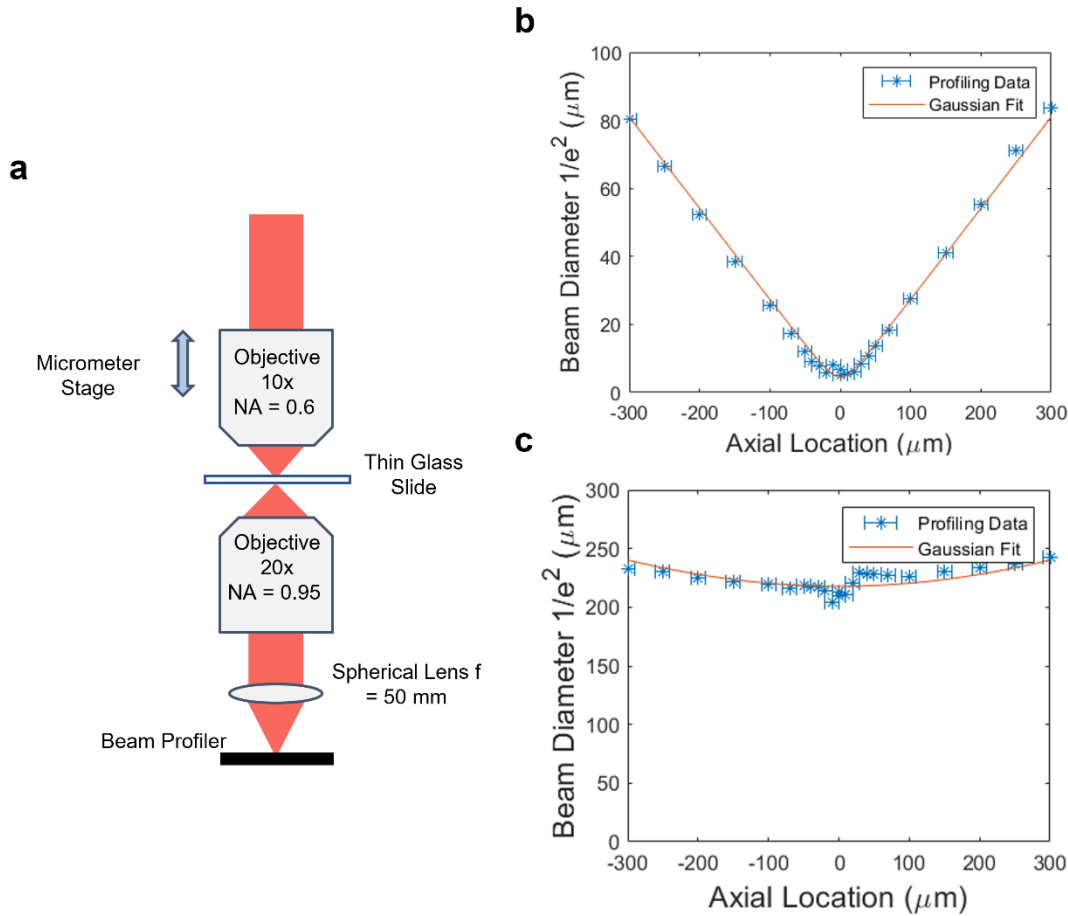 a
Micrometer
Stage
Objective
10x
NA = 0.6
Thin Glass
Slide
Objective
20x
NA = 0.95
Spherical Lens f
= 50 mm
Beam Profiler
b
Beam Diameter 1/e² (μm)
100
80
60
40
20
0
Profiling Data
Gaussian Fit
-300 -200 -100 0 100 200 300
Axial Location (μm)
c
Beam Diameter 1/e² (μm)
300
250
200
150
100
50
0
Profiling Data
Gaussian Fit
-300 -200 -100 0 100 200 300
Axial Location (μm)